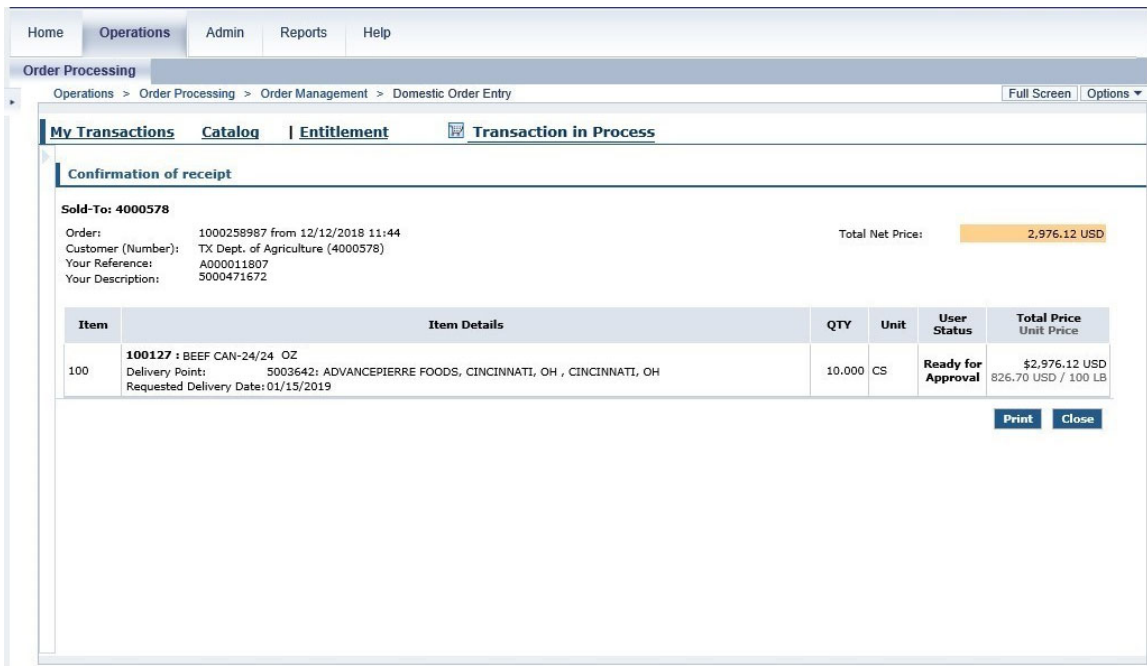 Home Operations Admin Reports Help
Order Processing
Operations > Order Processing > Order Management > Domestic Order Entry Full Screen Options
My Transactions Catalog | Entitlement Transaction in Process
Confirmation of receipt
Sold-To: 4000578
Order: 1000258987 from 12/12/2018 11:44 Total Net Price: 2,976.12 USD
Customer (Number): TX Dept. of Agriculture (4000578)
Your Reference: A000011807
Your Description: 5000471672
Item Item Details QTY Unit User Status Total Price Unit Price
100127 : BEEF CAN-24/24 OZ
100 Delivery Point: 5003642: ADVANCEPIERRE FOODS, CINCINNATI, OH , CINCINNATI, OH 10.000 CS Ready for Approval $2,976.12 USD 826.70 USD / 100 LB
Requested Delivery Date: 01/15/2019
Print Close